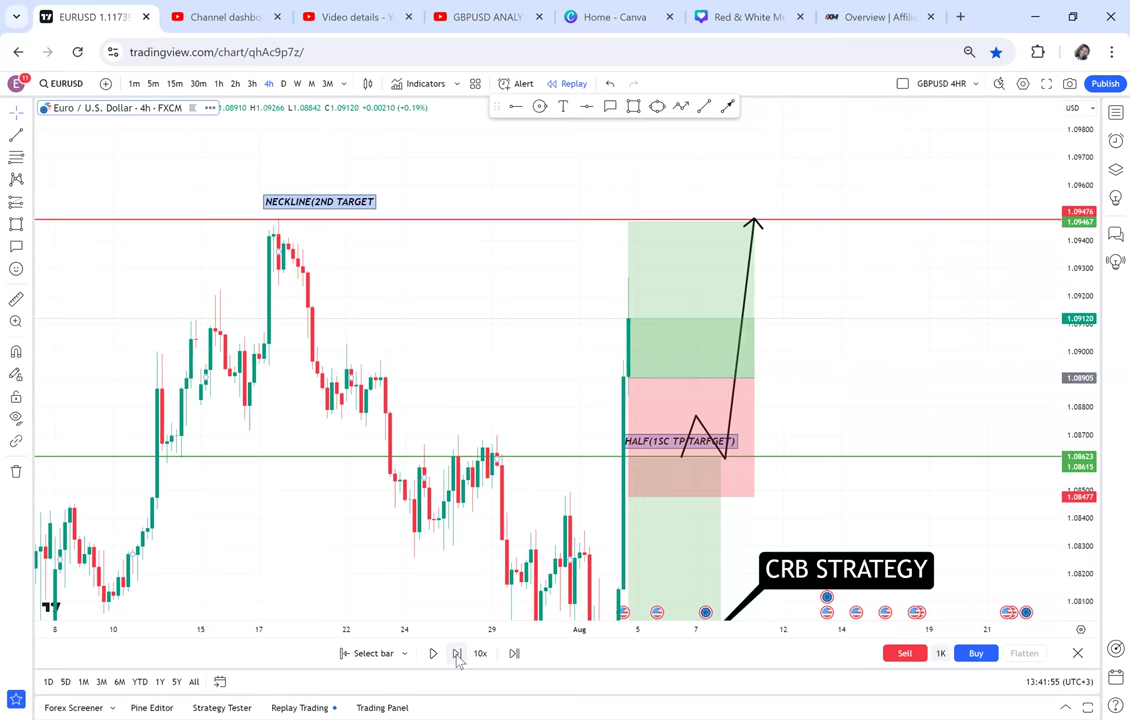 EURUSD 1.1173
Channel dashbo
Video details - Y
GBPUSD ANALY
Home - Canva
Red & White Mo
Overview | Affilia
tradingview.com/chart/qhAc9p7z/
E
11
EURUSD
1m 5m 15m 30m 1h 2h 3h 4h D W M 3M
Indicators
Alert
Replay
GBPUSD 4HR
Publish
Euro / U.S. Dollar · 4h · FXCM
1.08910 H1.09266 L1.08842 C1.09120 +0.00210 (+0.19%)
USD
1.09800
1.09700
1.09600
NECKLINE(2ND TARGET
1.09476
1.09467
1.09400
1.09300
1.09200
1.09120
1.09000
1.08905
1.08800
1.08700
HALF(1SC TP TARFGET)
1.08623
1.08615
1.08500
1.08477
1.08400
1.08300
1.08200
1.08100
CRB STRATEGY
8 10 15 17 22 24 29 Aug 5 7 12 14 19 21
Select bar
10x
Sell
1K
Buy
Flatten
1D 5D 1M 3M 6M YTD 1Y 5Y All
13:41:55 (UTC+3)
Forex Screener
Pine Editor
Strategy Tester
Replay Trading
Trading Panel